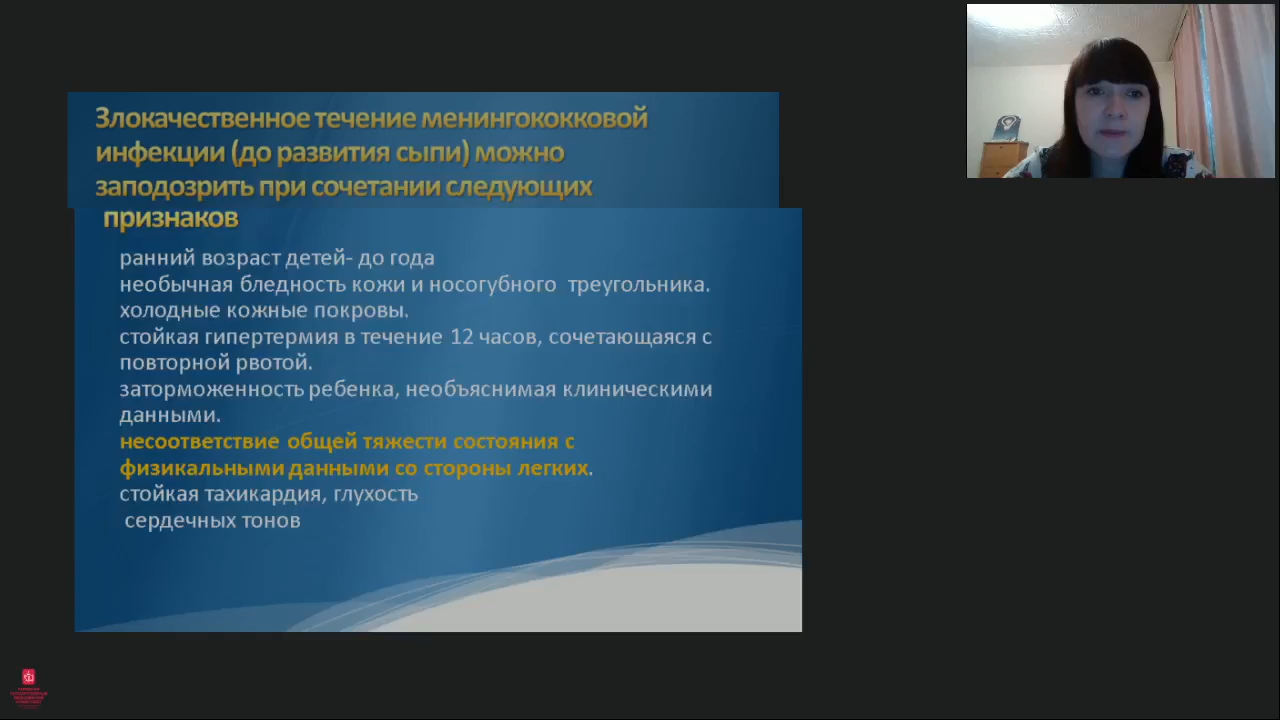 Злокачественное течение менингококковой
инфекции (до развития сыпи) можно
заподозрить при сочетании следующих
признаков
ранний возраст детей- до года
необычная бледность кожи и носогубного треугольника.
холодные кожные покровы.
стойкая гипертермия в течение 12 часов, сочетающаяся с
повторной рвотой.
заторможенность ребенка, необъяснимая клиническими
данными.
несоответствие общей тяжести состояния с
физикальными данными со стороны легких.
стойкая тахикардия, глухость
сердечных тонов